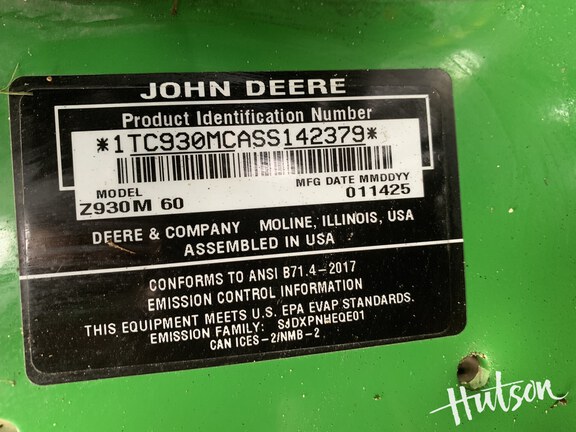 JOHN DEERE
Product Identification Number
*1TC930MCASS142379*
MODEL
MFG DATE MMDDYY
Z930M 60
011425
DEERE & COMPANY MOLINE, ILLINOIS, USA
ASSEMBLED IN USA
CONFORMS TO ANSI B71.4-2017
EMISSION CONTROL INFORMATION
THIS EQUIPMENT MEETS U.S. EPA EVAP STANDARDS.
EMISSION FAMILY:
CAN ICES-2/NMB-2
Hutson